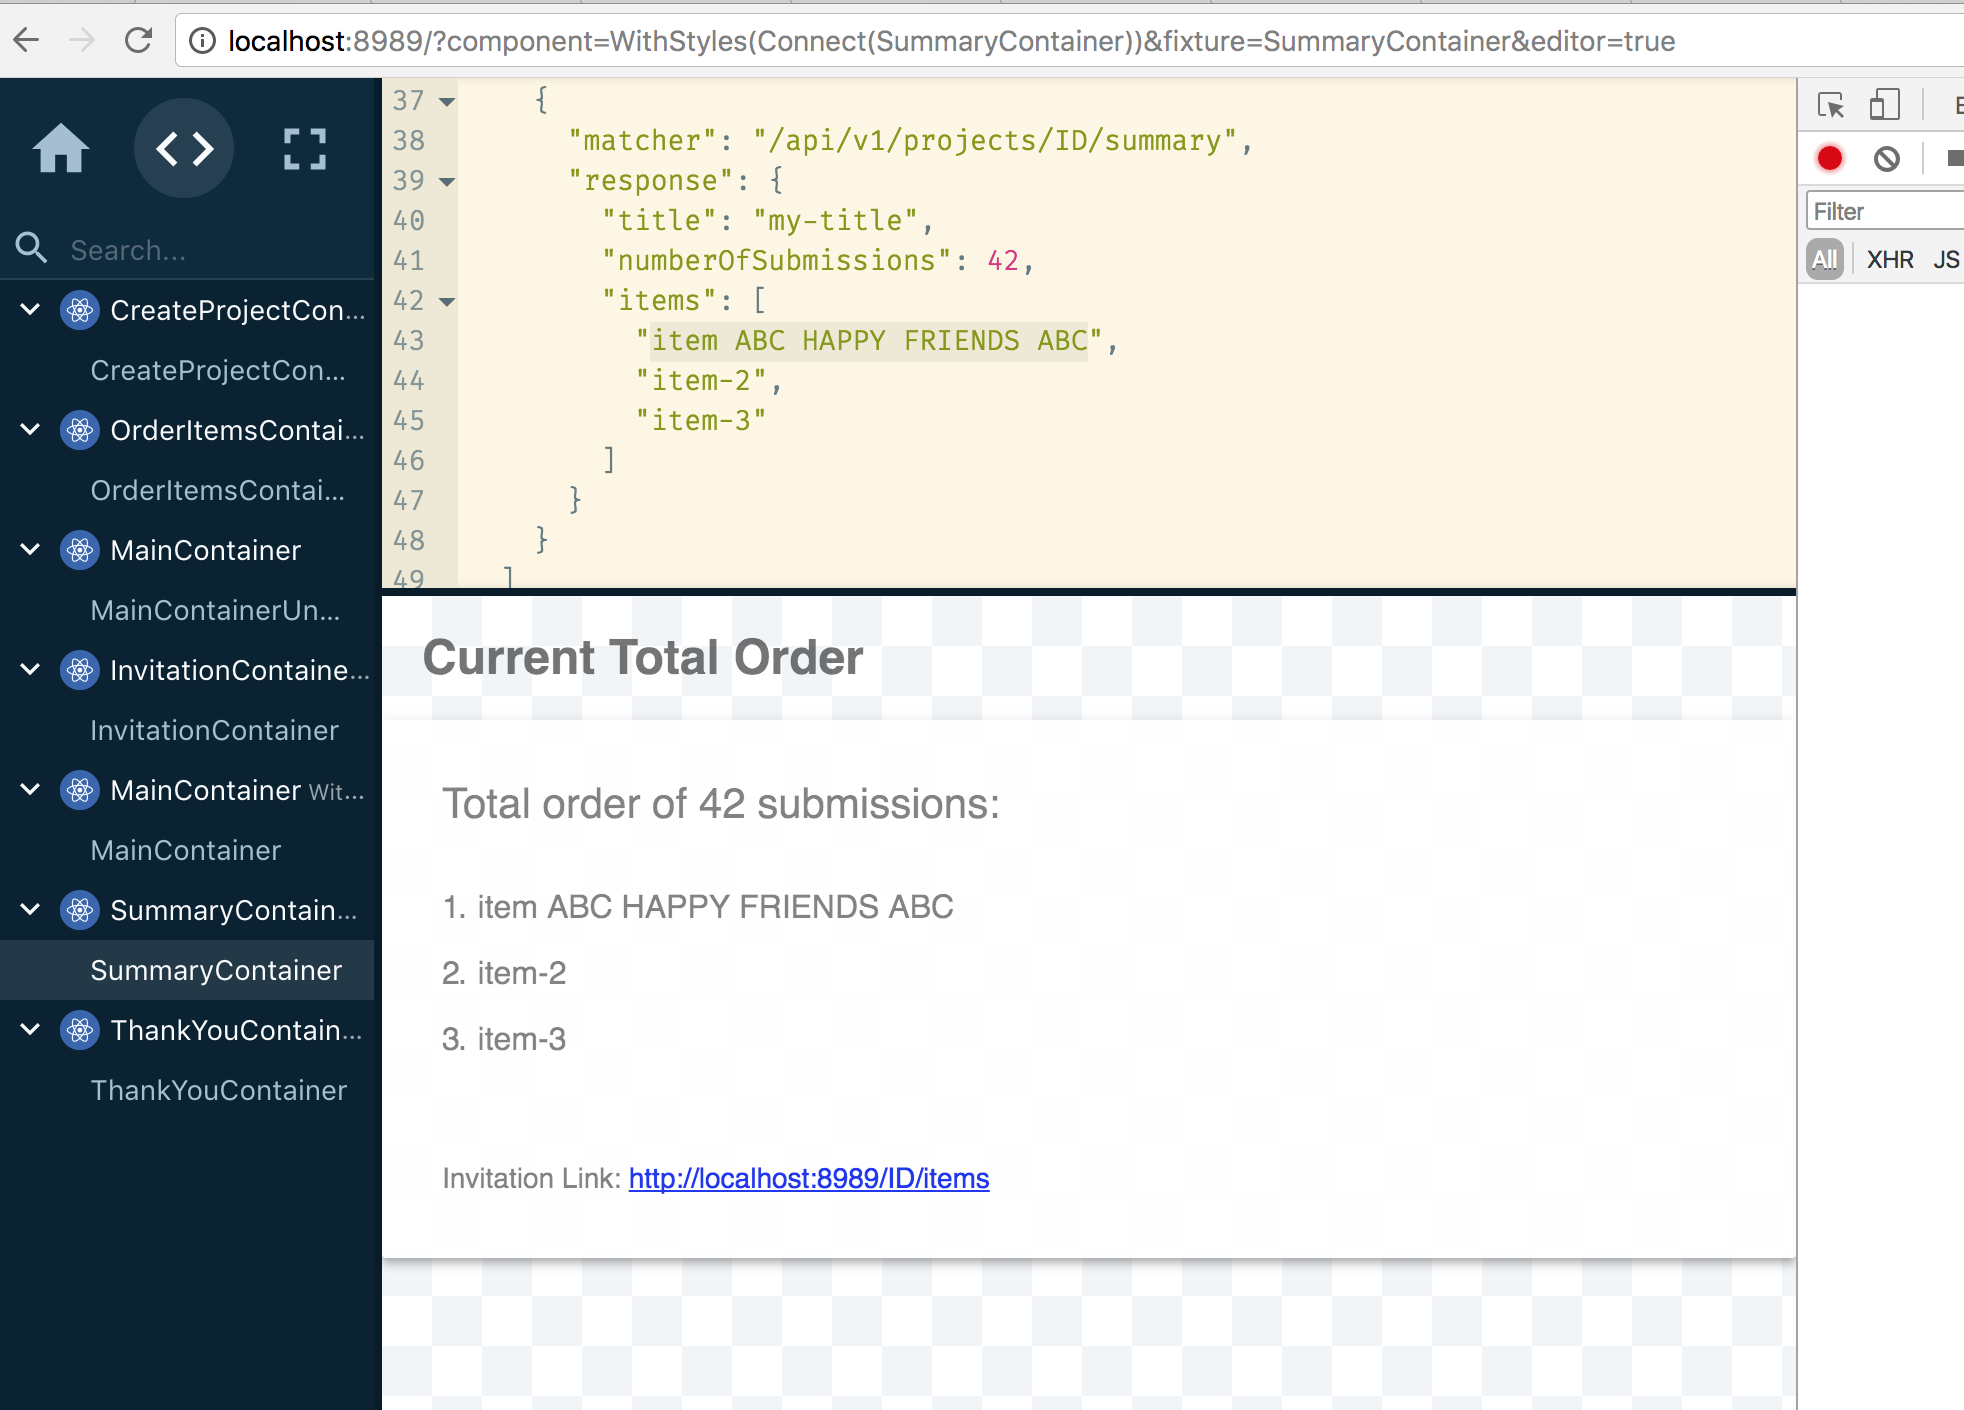 localhost:8989/?component=WithStyles(Connect(SummaryContainer))&fixture=SummaryContainer&editor=true
Search...
CreateProjectCon...
CreateProjectCon...
OrderItemsContai...
OrderItemsContai...
MainContainer
MainContainerUn...
InvitationContaine...
InvitationContainer
MainContainer Wit...
MainContainer
SummaryContain...
SummaryContainer
ThankYouContain...
ThankYouContainer
37 {
38 "matcher": "/api/v1/projects/ID/summary",
39 "response": {
40 "title": "my-title",
41 "numberOfSubmissions": 42,
42 "items": [
43 "item ABC HAPPY FRIENDS ABC",
44 "item-2",
45 "item-3"
46 ]
47 }
48 }
49 ]
Current Total Order
Total order of 42 submissions:
1. item ABC HAPPY FRIENDS ABC
2. item-2
3. item-3
Invitation Link: http://localhost:8989/ID/items
Filter
All XHR JS